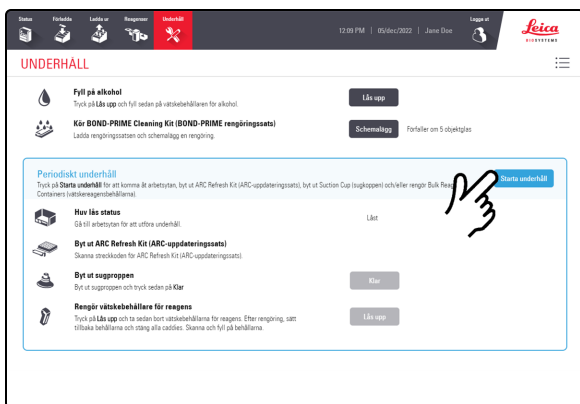 Status Förladda Ladda ur Reagenser Underhåll 12:09 PM | 05/dec/2022 | Jane Doe Logga ut Leica
BIOSYSTEMS
UNDERHÅLL
Fyll på alkohol
Tryck på Lås upp och fyll sedan på vätskebehållaren för alkohol.
Lås upp
Kör BOND-PRIME Cleaning Kit (BOND-PRIME rengöringssats)
Ladda rengöringssatsen och schemalägg en rengöring.
Schemalägg Förfaller om 5 objektglas
Periodiskt underhåll
Tryck på Starta underhåll för att komma åt arbetsytan, byt ut ARC Refresh Kit (ARC-uppdateringssats), byt ut Suction Cup (sugkoppen) och/eller rengör Bulk
Containers (vätskereagensbehållarna).
Starta underhåll
Huv lås status
Gå till arbetsytan för att utföra underhåll
Låst
Byt ut ARC Refresh Kit (ARC-uppdateringssats)
Skanna streckkoden för ARC Refresh Kit (ARC-uppdateringssats).
Byt ut sugproppen
Byt ut sugproppen och tryck sedan på Klar
Klar
Rengör vätskebehållare för reagens
Tryck på Lås upp och ta sedan bort vätskebehållarna för reagens. Efter rengöring, sätt
tillbaka behållarna och stäng alla caddies. Skanna och fyll på behållarna.
Lås upp